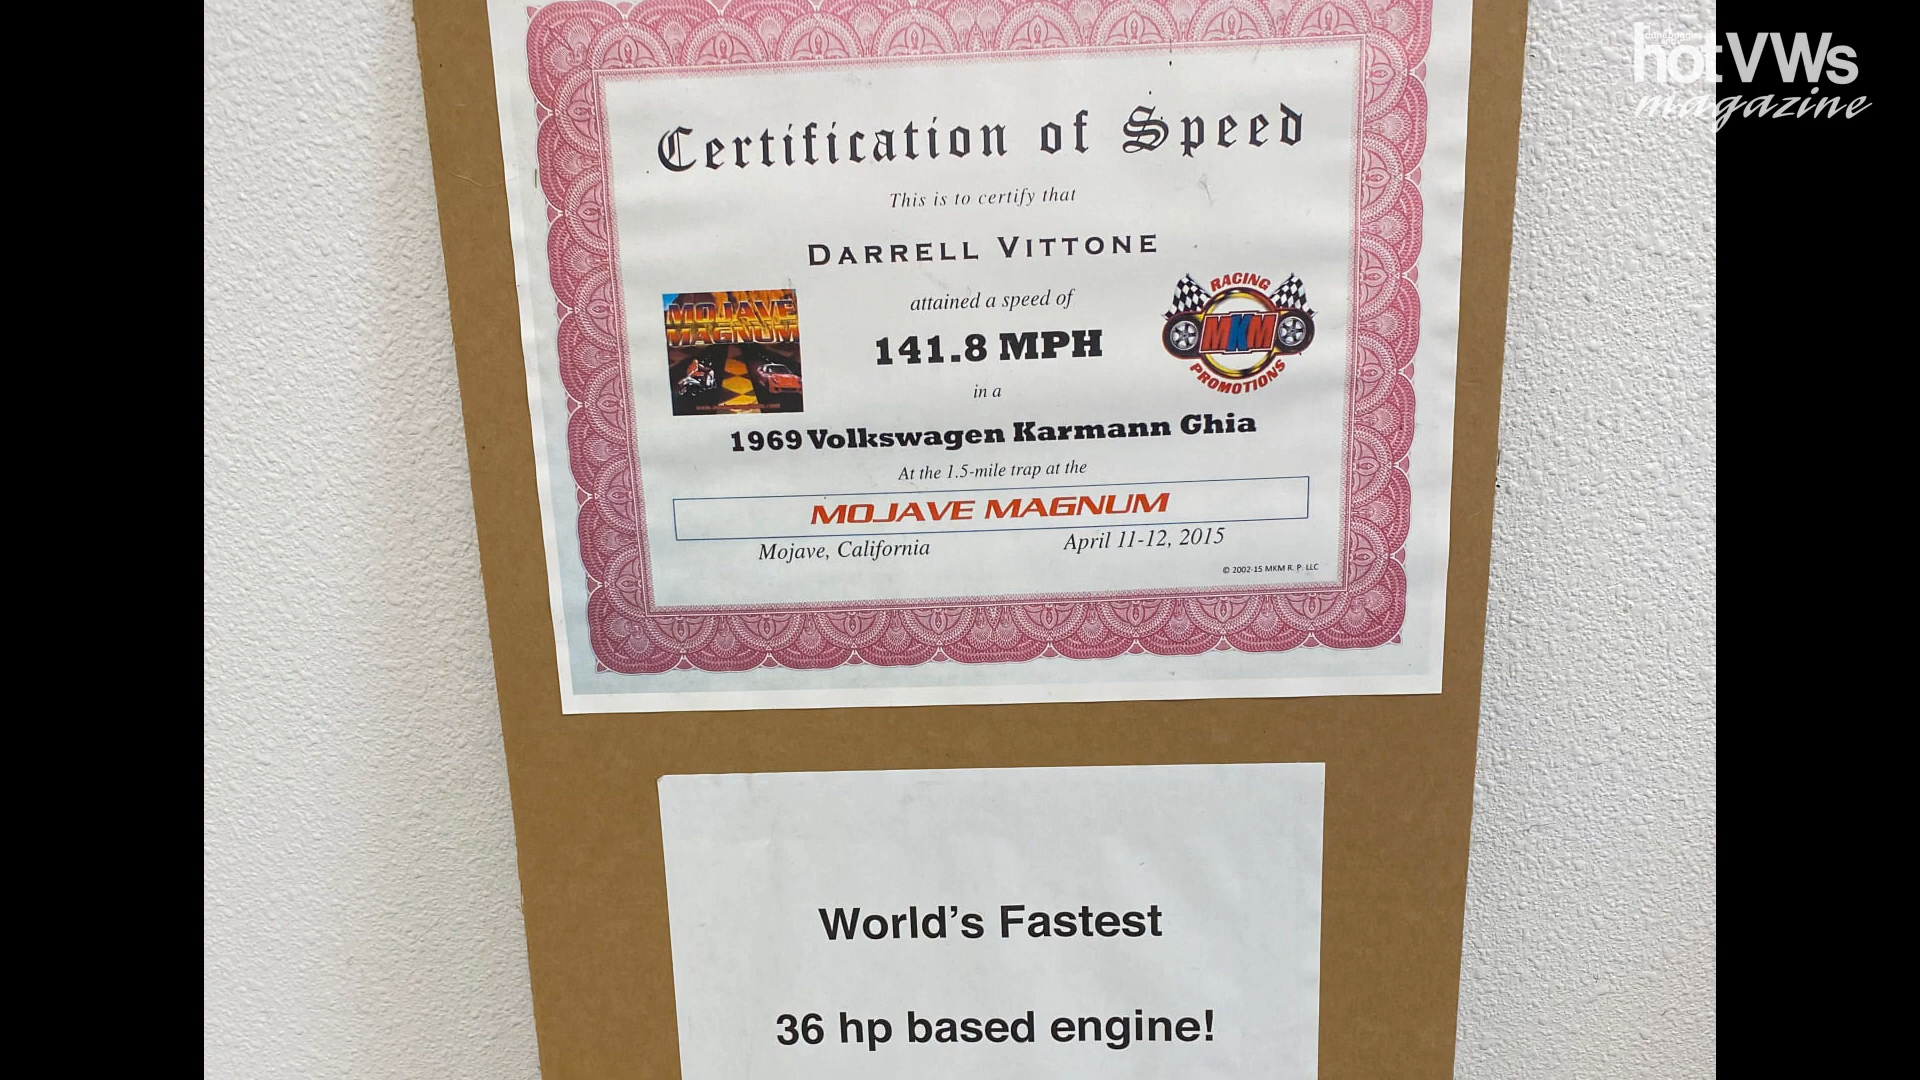 hotVWs
magazine
Certification of Speed
This is to certify that
DARRELL VITTONE
attained a speed of
141.8 MPH
in a
MOJAVE
MAGNUM
RACING
MKM
PROMOTIONS
1969 Volkswagen Karmann Ghia
At the 1.5-mile trap at the
MOJAVE MAGNUM
Mojave, California April 11-12, 2015
© 2002-15 MKM R. P. LLC
World's Fastest
36 hp based engine!